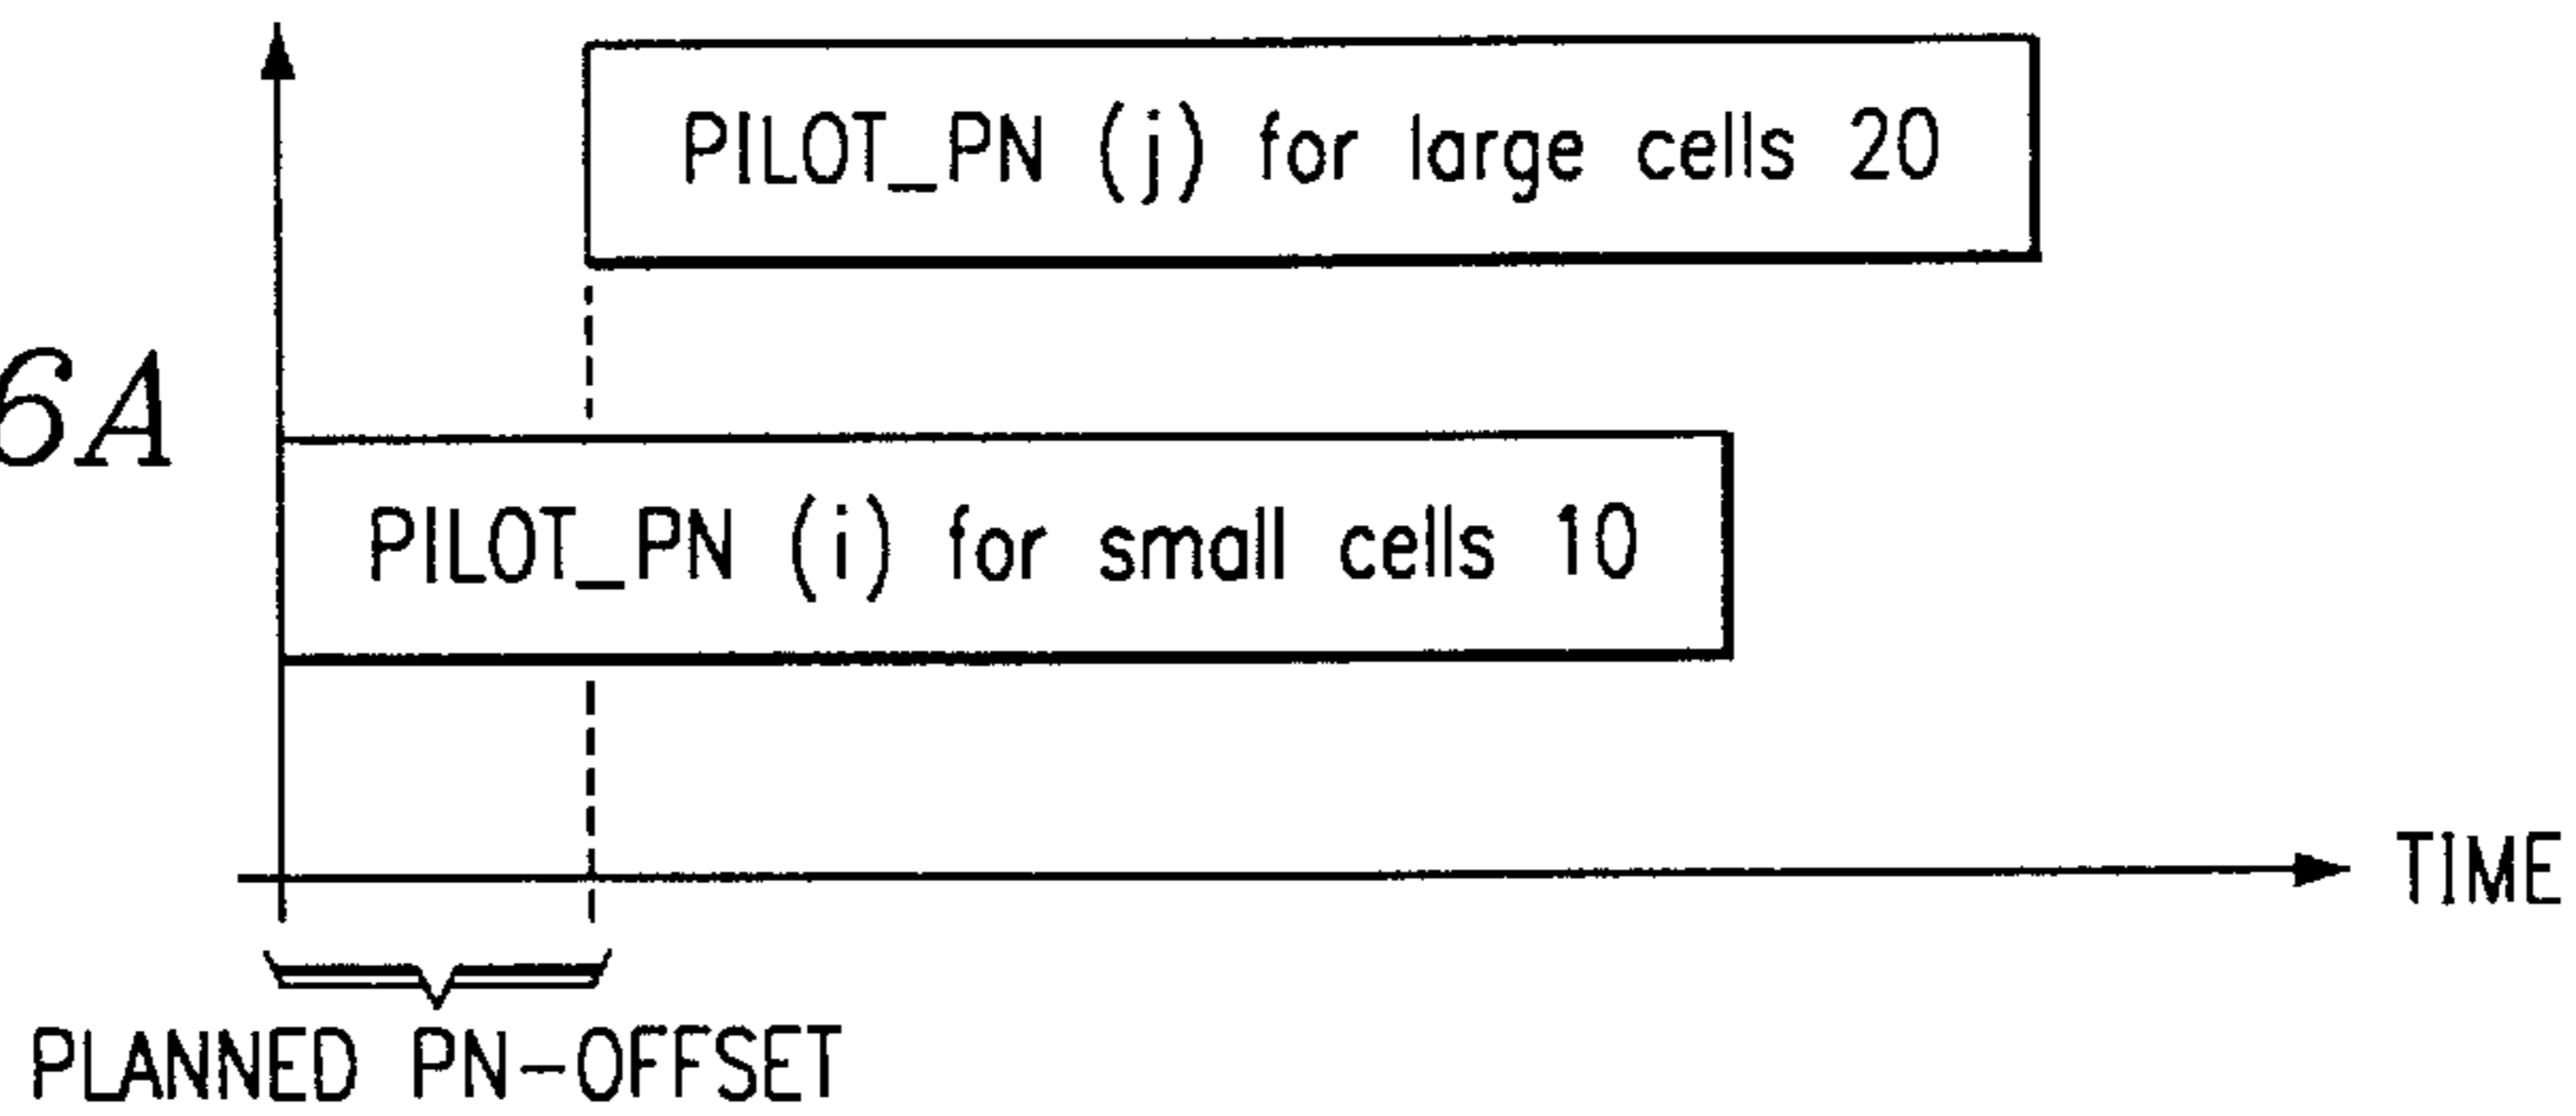 PILOT_PN (j) for large cells 20
6A
PILOT_PN (i) for small cells 10
TIME
PLANNED PN-OFFSET